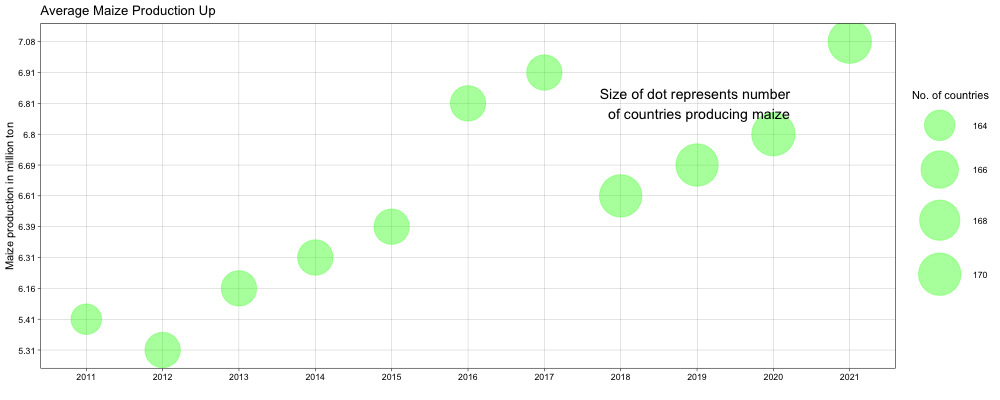 Average Maize Production Up
Maize production in million ton
7.08
6.91
6.81
6.8
6.69
6.61
6.39
6.31
6.16
5.41
5.31
Size of dot represents number
of countries producing maize
2011 2012 2013 2014 2015 2016 2017 2018 2019 2020 2021
No. of countries
164
166
168
170